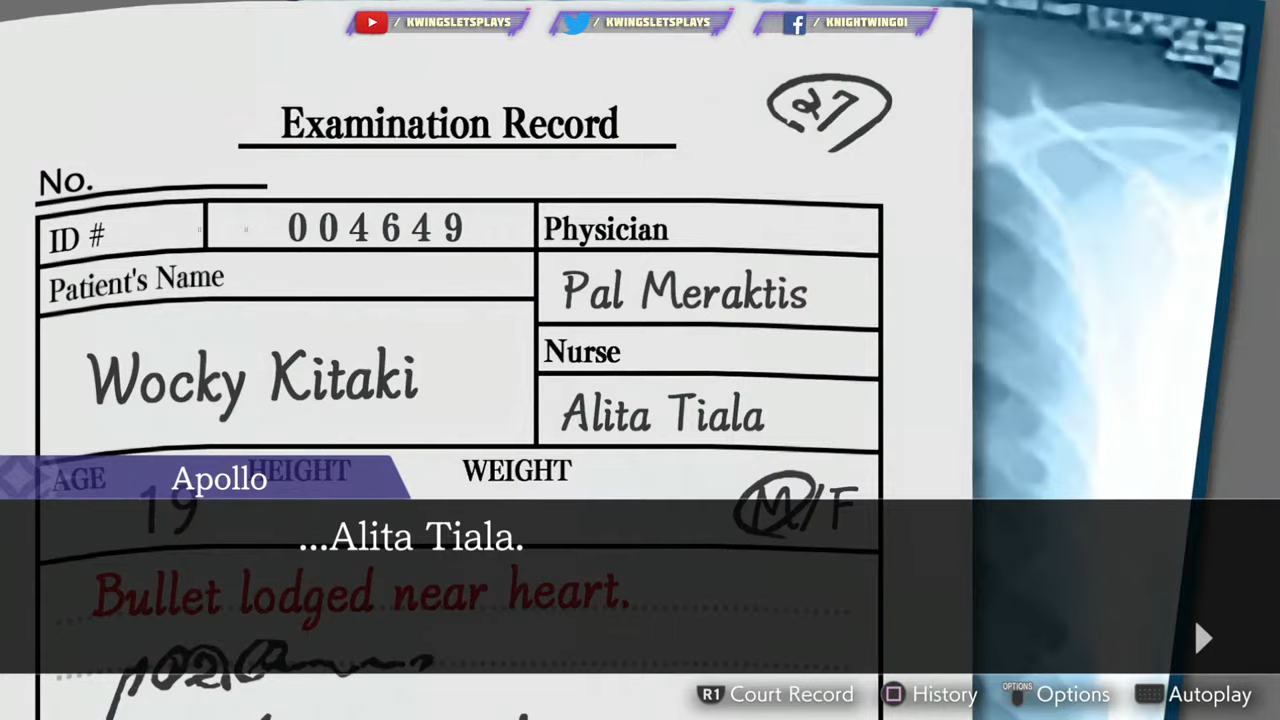 / KWINGSLETSPLAYS / KWINGSLETSPLAYS / KNIGHTWING01
Examination Record
27
No.
ID # 004649
Physician
Patient's Name
Pal Meraktis
Wocky Kitaki
Nurse
Alita Tiala
AGE HEIGHT WEIGHT
19
M/F
Apollo
...Alita Tiala.
Bullet lodged near heart.
R1 Court Record History OPTIONS Options Autoplay